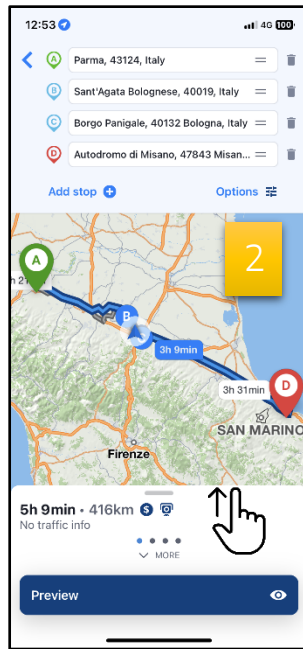 12:53
4G 100
A Parma, 43124, Italy
B Sant'Agata Bolognese, 40019, Italy
C Borgo Panigale, 40132 Bologna, Italy
D Autodromo di Misano, 47843 Misan...
Add stop
Options
2
A
B
3h 9min
D
3h 31min
SAN MARINO
Firenze
5h 9min • 416km
No traffic info
MORE
Preview